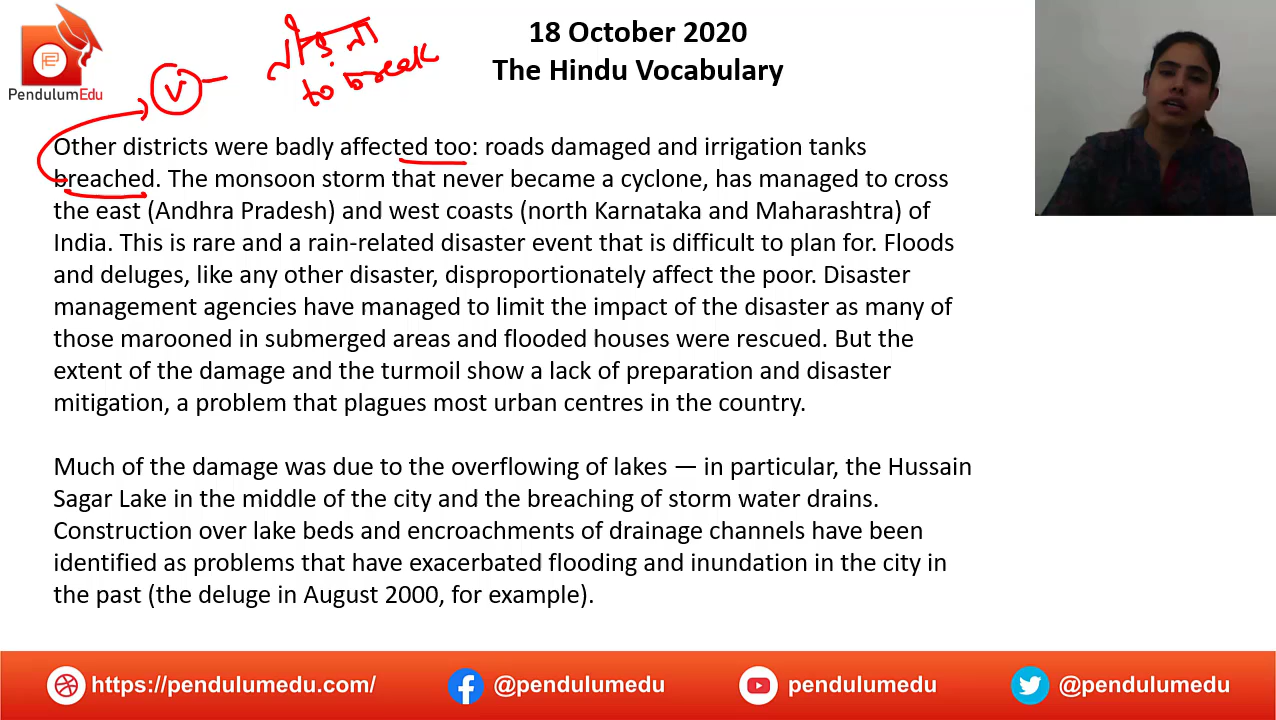 18 October 2020
The Hindu Vocabulary
PendulumEdu
V
तोड़ना
to break
Other districts were badly affected too: roads damaged and irrigation tanks
breached. The monsoon storm that never became a cyclone, has managed to cross
the east (Andhra Pradesh) and west coasts (north Karnataka and Maharashtra) of
India. This is rare and a rain-related disaster event that is difficult to plan for. Floods
and deluges, like any other disaster, disproportionately affect the poor. Disaster
management agencies have managed to limit the impact of the disaster as many of
those marooned in submerged areas and flooded houses were rescued. But the
extent of the damage and the turmoil show a lack of preparation and disaster
mitigation, a problem that plagues most urban centres in the country.
Much of the damage was due to the overflowing of lakes — in particular, the Hussain
Sagar Lake in the middle of the city and the breaching of storm water drains.
Construction over lake beds and encroachments of drainage channels have been
identified as problems that have exacerbated flooding and inundation in the city in
the past (the deluge in August 2000, for example).
https://pendulumedu.com/ @pendulumedu pendulumedu @pendulumedu